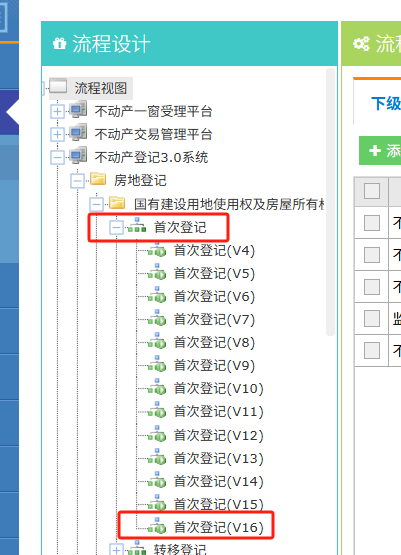 流程设计
流程
流程视图
下级
不动产一窗受理平台
不动产交易管理平台
添
不动产登记3.0系统
房地登记
国有建设用地使用权及房屋所有
首次登记
不
首次登记(V4)
不
首次登记(V5)
不
首次登记(V6)
首次登记(V7)
监
首次登记(V8)
不
首次登记(V9)
首次登记(V10)
首次登记(V11)
首次登记(V12)
首次登记(V13)
首次登记(V14)
首次登记(V15)
首次登记(V16)
转移登记